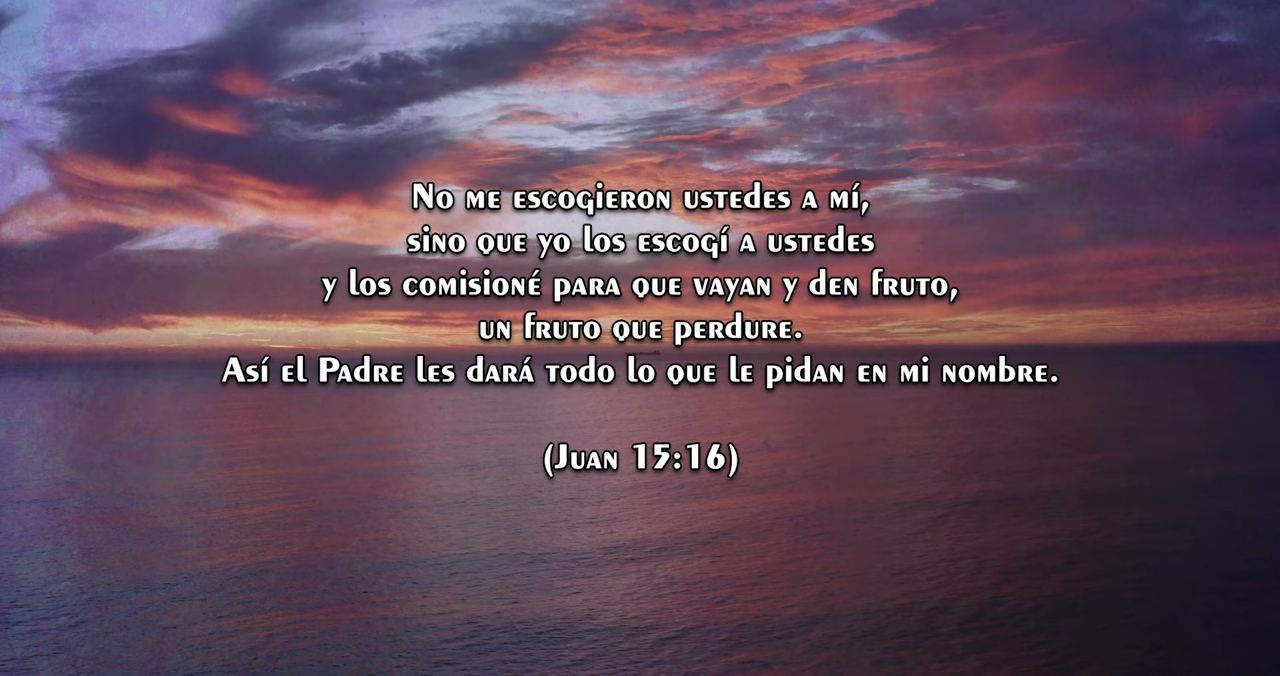 No me escogieron ustedes a mí,
sino que yo los escogí a ustedes
y los comisioné para que vayan y den fruto,
un fruto que perdure.
Así el Padre les dará todo lo que le pidan en mi nombre.
(Juan 15:16)